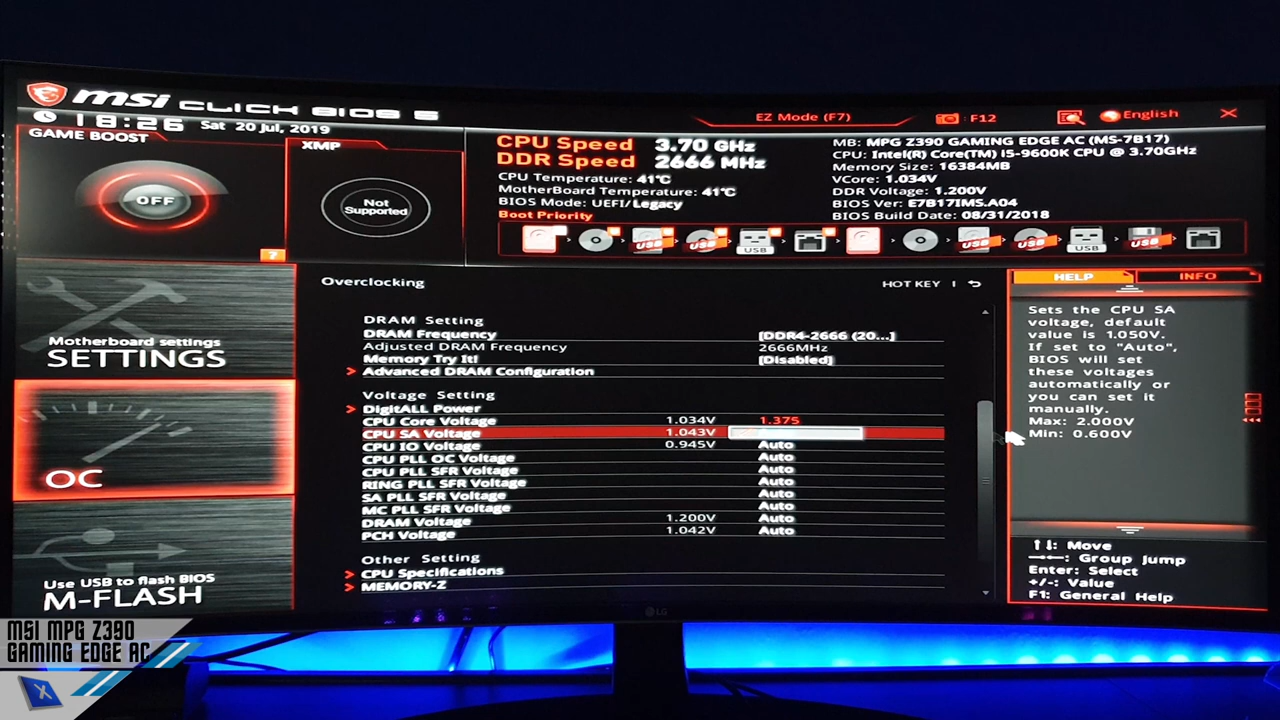 msi CLICK BIOS 5
18:26 Sat 20 Jul, 2019
EZ Mode (F7)
F12
English
X
GAME BOOST
OFF
?
XMP
Not
Supported
CPU Speed 3.70 GHz
DDR Speed 2666 MHz
CPU Temperature: 41°C
MotherBoard Temperature: 41°C
BIOS Mode: UEFI/Legacy
Boot Priority
MB: MPG Z390 GAMING EDGE AC (MS-7B17)
CPU: Intel(R) Core(TM) i5-9600K CPU @ 3.70GHz
Memory Size: 16384MB
VCore: 1.034V
DDR Voltage: 1.200V
BIOS Ver: E7B17IMS.A04
BIOS Build Date: 08/31/2018
USB USB USB USB USB USB USB
Motherboard settings
SETTINGS
OC
Use USB to flash BIOS
M-FLASH
Overclocking
HOT KEY |
DRAM Setting
DRAM Frequency [DDR4-2666 (20...]
Adjusted DRAM Frequency 2666MHz
Memory Try It! [Disabled]
> Advanced DRAM Configuration
Voltage Setting
> DigitALL Power
CPU Core Voltage 1.034V 1.375
CPU SA Voltage 1.043V
CPU IO Voltage 0.945V Auto
CPU PLL OC Voltage Auto
CPU PLL SFR Voltage Auto
RING PLL SFR Voltage Auto
SA PLL SFR Voltage Auto
MC PLL SFR Voltage Auto
DRAM Voltage 1.200V Auto
PCH Voltage 1.042V Auto
Other Setting
> CPU Specifications
> MEMORY-Z
HELP
INFO
Sets the CPU SA
voltage, default
value is 1.050V.
If set to "Auto",
BIOS will set
these voltages
automatically or
you can set it
manually.
Max: 2.000V
Min: 0.600V
↑↓: Move
→←: Group Jump
Enter: Select
+/-: Value
F1: General Help
LG
MSI MPG Z390
GAMING EDGE AC
X